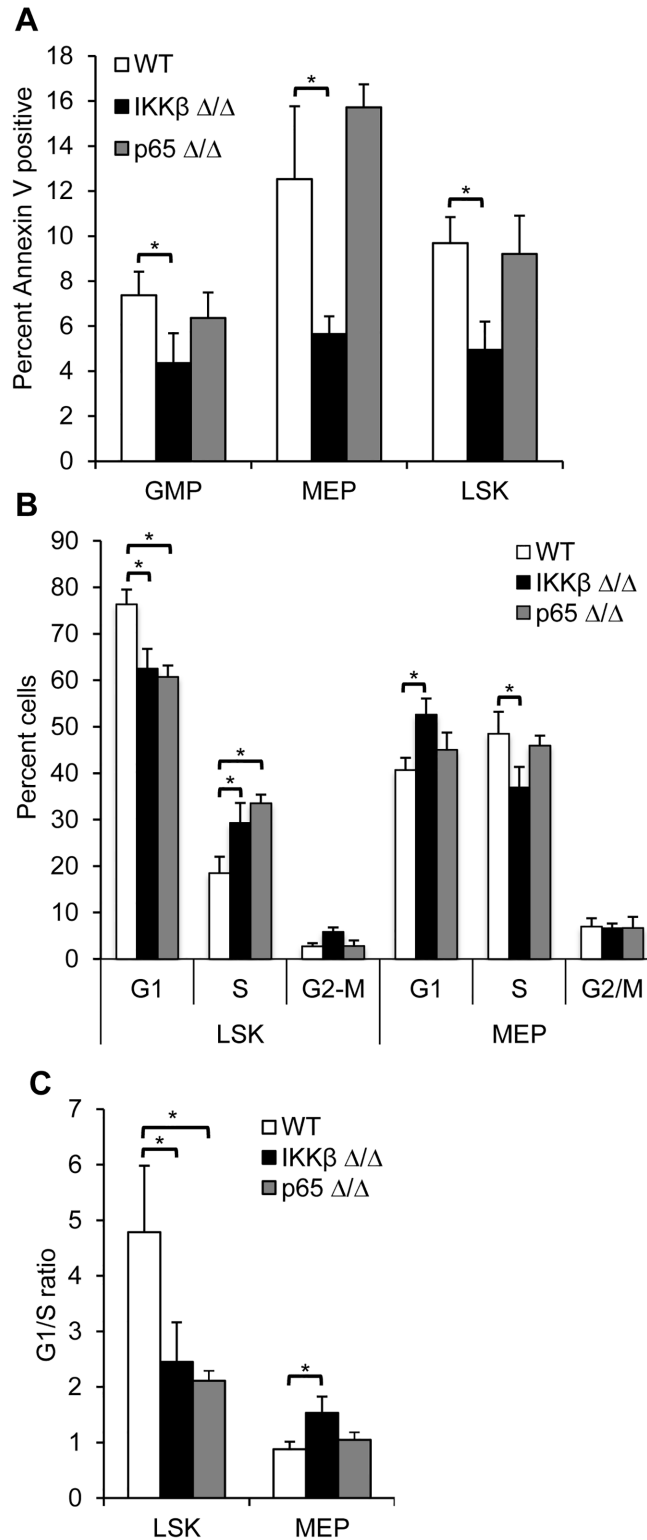 A
Percent Annexin V positive
18
16
14
12
10
8
6
4
2
0
WT
IKKβ Δ/Δ
p65 Δ/Δ
*
*
*
GMP MEP LSK
B
Percent cells
90
80
70
60
50
40
30
20
10
0
WT
IKKβ Δ/Δ
p65 Δ/Δ
*
*
*
*
*
*
G1 S G2-M G1 S G2/M
LSK MEP
C
G1/S ratio
7
6
5
4
3
2
1
0
WT
IKKβ Δ/Δ
p65 Δ/Δ
*
*
*
LSK MEP